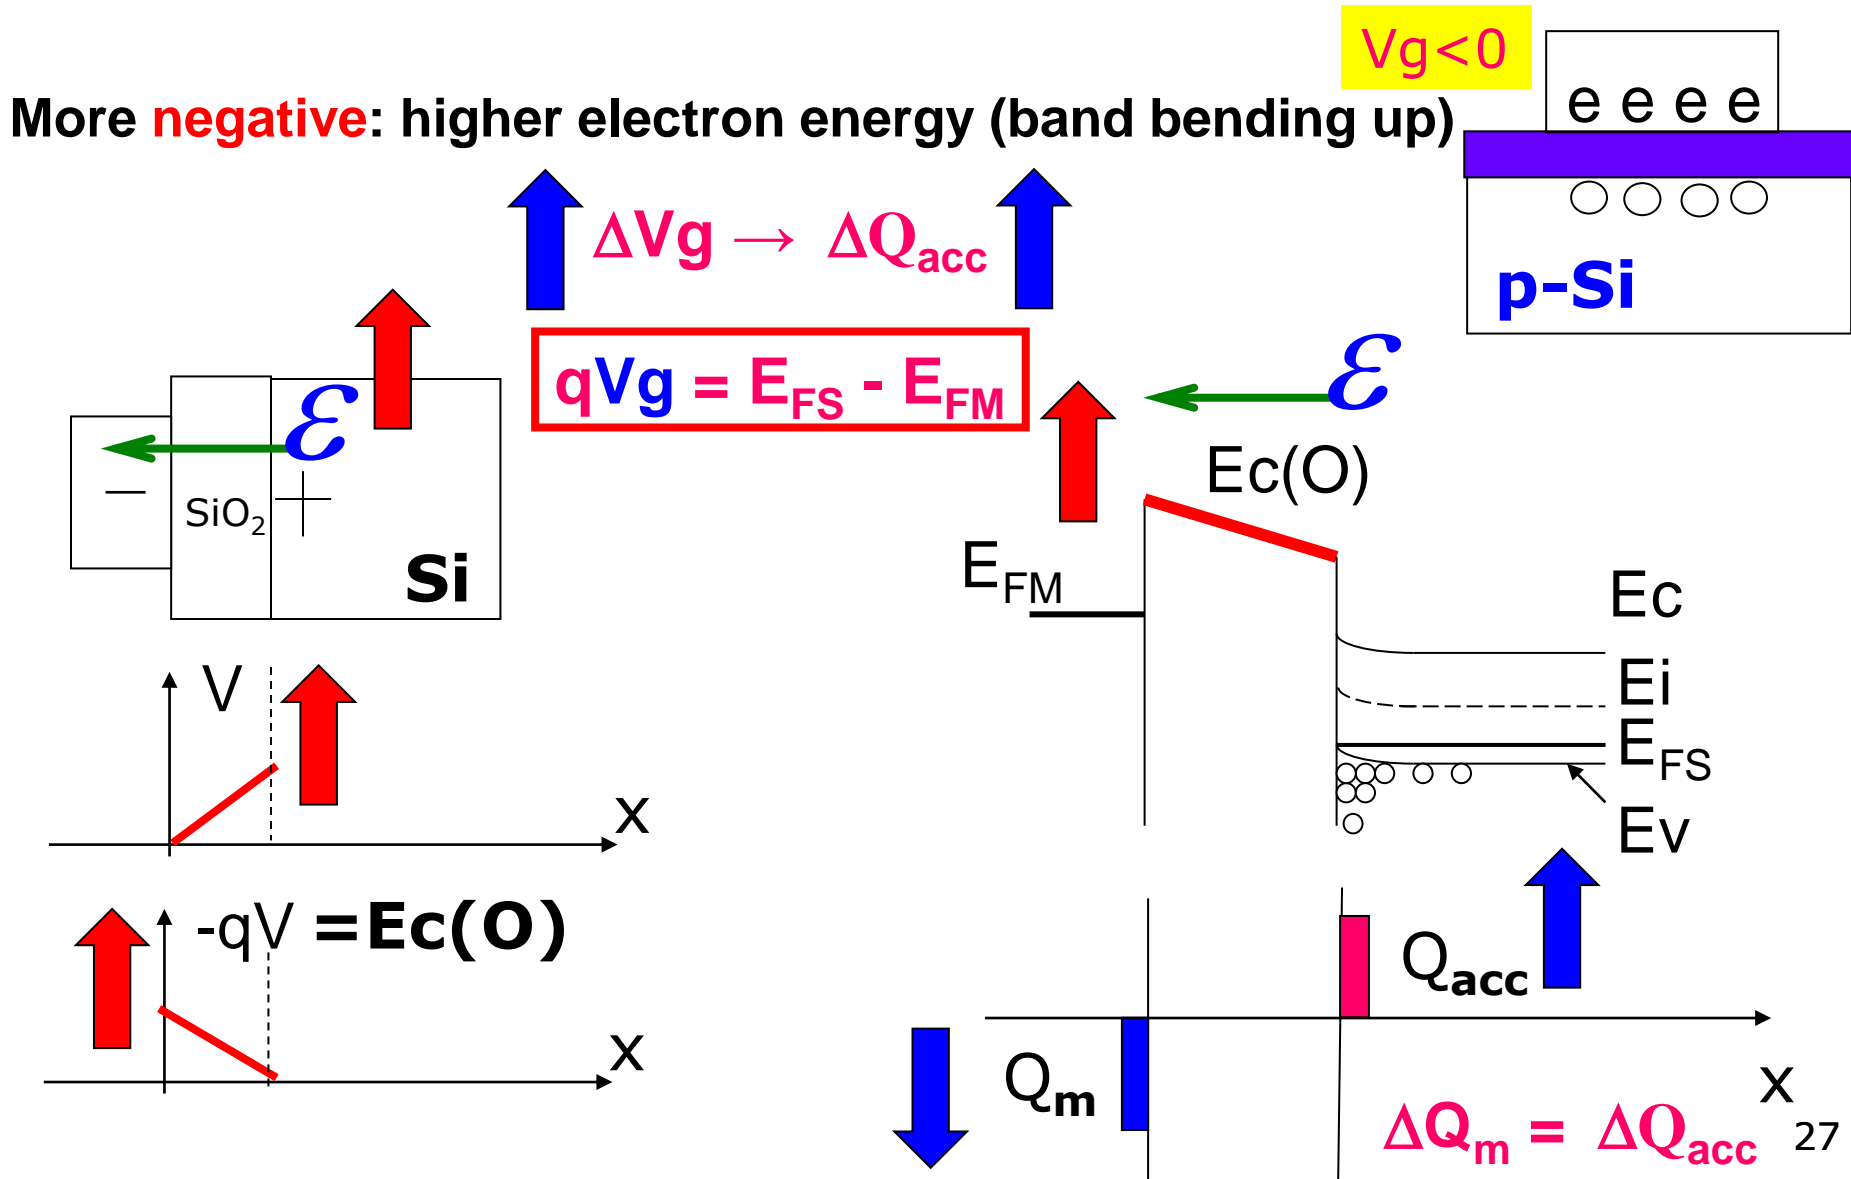 Vg<0
e e e e
More negative: higher electron energy (band bending up)
ΔVg → ΔQacc
p-Si
qVg = EFS - EFM
ℰ
ℰ
Ec(O)
–
SiO2
+
Si
EFM
Ec
Ei
EFS
Ev
V
x
-qV =Ec(O)
x
Qacc
Qm
x
ΔQm = ΔQacc
27